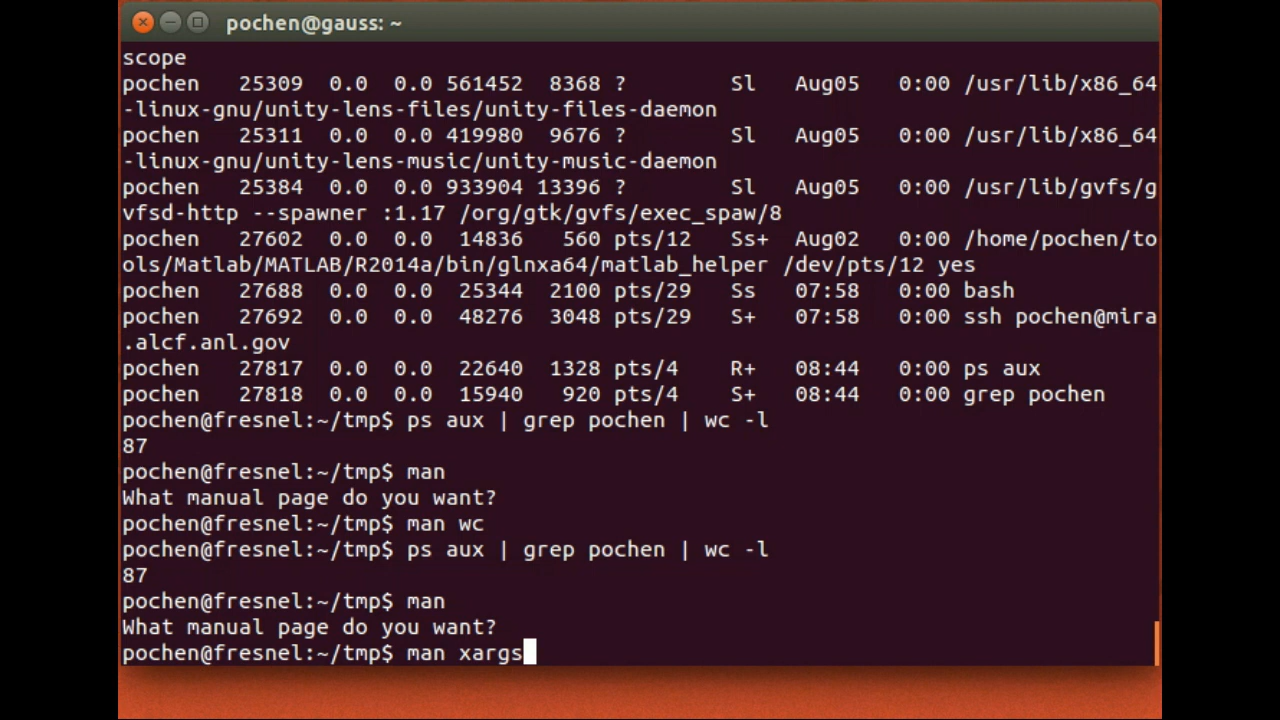 pochen@gauss: ~
scope
pochen   25309  0.0  0.0 561452  8368 ?        Sl   Aug05   0:00 /usr/lib/x86_64
-linux-gnu/unity-lens-files/unity-files-daemon
pochen   25311  0.0  0.0 419980  9676 ?        Sl   Aug05   0:00 /usr/lib/x86_64
-linux-gnu/unity-lens-music/unity-music-daemon
pochen   25384  0.0  0.0 933904 13396 ?        Sl   Aug05   0:00 /usr/lib/gvfs/g
vfsd-http --spawner :1.17 /org/gtk/gvfs/exec_spaw/8
pochen   27602  0.0  0.0  14836   560 pts/12   Ss+  Aug02   0:00 /home/pochen/to
ols/Matlab/MATLAB/R2014a/bin/glnxa64/matlab_helper /dev/pts/12 yes
pochen   27688  0.0  0.0  25344  2100 pts/29   Ss   07:58   0:00 bash
pochen   27692  0.0  0.0  48276  3048 pts/29   S+   07:58   0:00 ssh pochen@mira
.alcf.anl.gov
pochen   27817  0.0  0.0  22640  1328 pts/4    R+   08:44   0:00 ps aux
pochen   27818  0.0  0.0  15940   920 pts/4    S+   08:44   0:00 grep pochen
pochen@fresnel:~/tmp$ ps aux | grep pochen | wc -l
87
pochen@fresnel:~/tmp$ man
What manual page do you want?
pochen@fresnel:~/tmp$ man wc
pochen@fresnel:~/tmp$ ps aux | grep pochen | wc -l
87
pochen@fresnel:~/tmp$ man
What manual page do you want?
pochen@fresnel:~/tmp$ man xargs